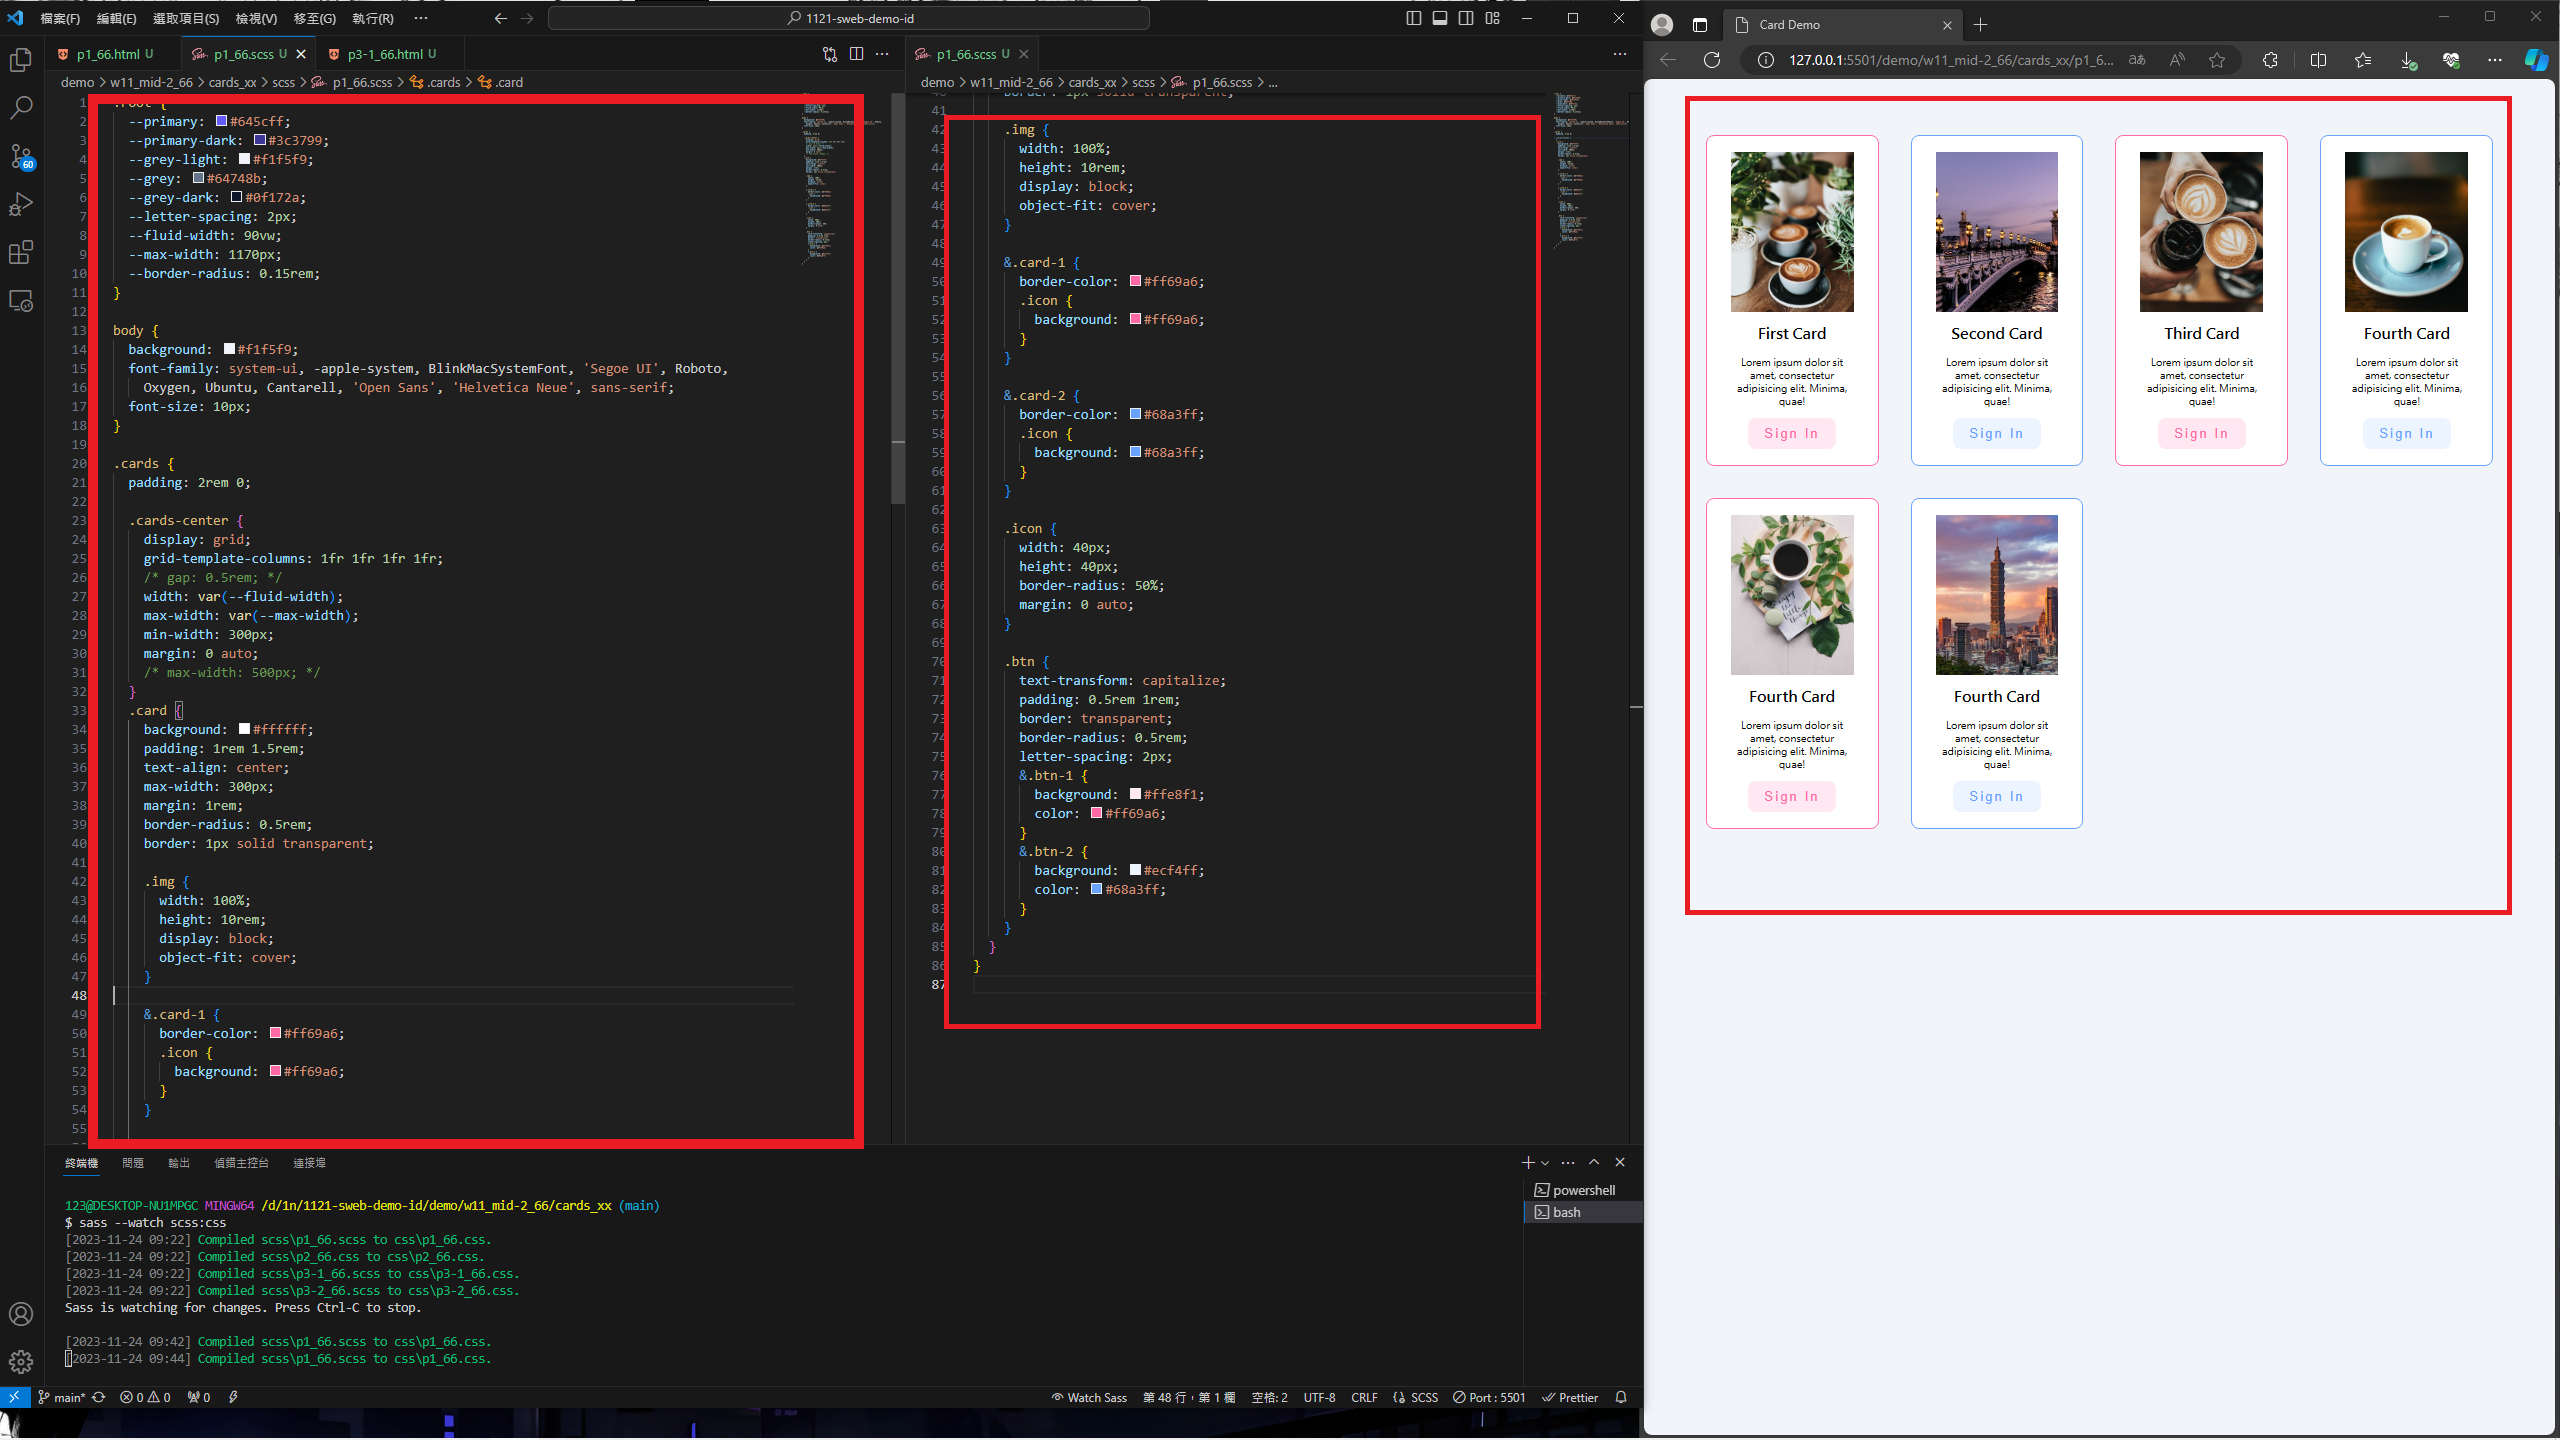 檔案(F) 編輯(E) 選取項目(S) 檢視(V) 移至(G) 執行(R) ···
1121-sweb-demo-id
p1_66.html U
p1_66.scss U
p3-1_66.html U
demo > w11_mid-2_66 > cards_xx > scss > p1_66.scss > .cards > .card
1
2 --primary: #645cff;
3 --primary-dark: #3c3799;
4 --grey-light: #f1f5f9;
5 --grey: #64748b;
6 --grey-dark: #0f172a;
7 --letter-spacing: 2px;
8 --fluid-width: 90vw;
9 --max-width: 1170px;
10 --border-radius: 0.15rem;
11 }
12
13 body {
14 background: #f1f5f9;
15 font-family: system-ui, -apple-system, BlinkMacSystemFont, 'Segoe UI', Roboto,
16 Oxygen, Ubuntu, Cantarell, 'Open Sans', 'Helvetica Neue', sans-serif;
17 font-size: 10px;
18 }
19
20 .cards {
21 padding: 2rem 0;
22
23 .cards-center {
24 display: grid;
25 grid-template-columns: 1fr 1fr 1fr 1fr;
26 /* gap: 0.5rem; */
27 width: var(--fluid-width);
28 max-width: var(--max-width);
29 min-width: 300px;
30 margin: 0 auto;
31 /* max-width: 500px; */
32 }
33 .card {
34 background: #ffffff;
35 padding: 1rem 1.5rem;
36 text-align: center;
37 max-width: 300px;
38 margin: 1rem;
39 border-radius: 0.5rem;
40 border: 1px solid transparent;
41
42 .img {
43 width: 100%;
44 height: 10rem;
45 display: block;
46 object-fit: cover;
47 }
48
49 &.card-1 {
50 border-color: #ff69a6;
51 .icon {
52 background: #ff69a6;
53 }
54 }
55
p1_66.scss U
demo > w11_mid-2_66 > cards_xx > scss > p1_66.scss > ...
41
42 .img {
43 width: 100%;
44 height: 10rem;
45 display: block;
46 object-fit: cover;
47 }
48
49 &.card-1 {
50 border-color: #ff69a6;
51 .icon {
52 background: #ff69a6;
53 }
54 }
55
56 &.card-2 {
57 border-color: #68a3ff;
58 .icon {
59 background: #68a3ff;
60 }
61 }
62
63 .icon {
64 width: 40px;
65 height: 40px;
66 border-radius: 50%;
67 margin: 0 auto;
68 }
69
70 .btn {
71 text-transform: capitalize;
72 padding: 0.5rem 1rem;
73 border: transparent;
74 border-radius: 0.5rem;
75 letter-spacing: 2px;
76 &.btn-1 {
77 background: #ffe8f1;
78 color: #ff69a6;
79 }
80 &.btn-2 {
81 background: #ecf4ff;
82 color: #68a3ff;
83 }
84 }
85 }
86 }
87
60
終端機 問題 輸出 偵錯主控台 連接埠
123@DESKTOP-NU1MPGC MINGW64 /d/1n/1121-sweb-demo-id/demo/w11_mid-2_66/cards_xx (main)
$ sass --watch scss:css
[2023-11-24 09:22] Compiled scss\p1_66.scss to css\p1_66.css.
[2023-11-24 09:22] Compiled scss\p2_66.css to css\p2_66.css.
[2023-11-24 09:22] Compiled scss\p3-1_66.scss to css\p3-1_66.css.
[2023-11-24 09:22] Compiled scss\p3-2_66.scss to css\p3-2_66.css.
Sass is watching for changes. Press Ctrl-C to stop.
[2023-11-24 09:42] Compiled scss\p1_66.scss to css\p1_66.css.
[2023-11-24 09:44] Compiled scss\p1_66.scss to css\p1_66.css.
powershell
bash
main* 0 0 0
Watch Sass 第 48 行，第 1 欄 空格: 2 UTF-8 CRLF SCSS Port : 5501 Prettier
Card Demo
127.0.0.1:5501/demo/w11_mid-2_66/cards_xx/p1_6...
First Card
Lorem ipsum dolor sit
amet, consectetur
adipisicing elit. Minima,
quae!
Sign In
Second Card
Lorem ipsum dolor sit
amet, consectetur
adipisicing elit. Minima,
quae!
Sign In
Third Card
Lorem ipsum dolor sit
amet, consectetur
adipisicing elit. Minima,
quae!
Sign In
Fourth Card
Lorem ipsum dolor sit
amet, consectetur
adipisicing elit. Minima,
quae!
Sign In
Fourth Card
Lorem ipsum dolor sit
amet, consectetur
adipisicing elit. Minima,
quae!
Sign In
Fourth Card
Lorem ipsum dolor sit
amet, consectetur
adipisicing elit. Minima,
quae!
Sign In